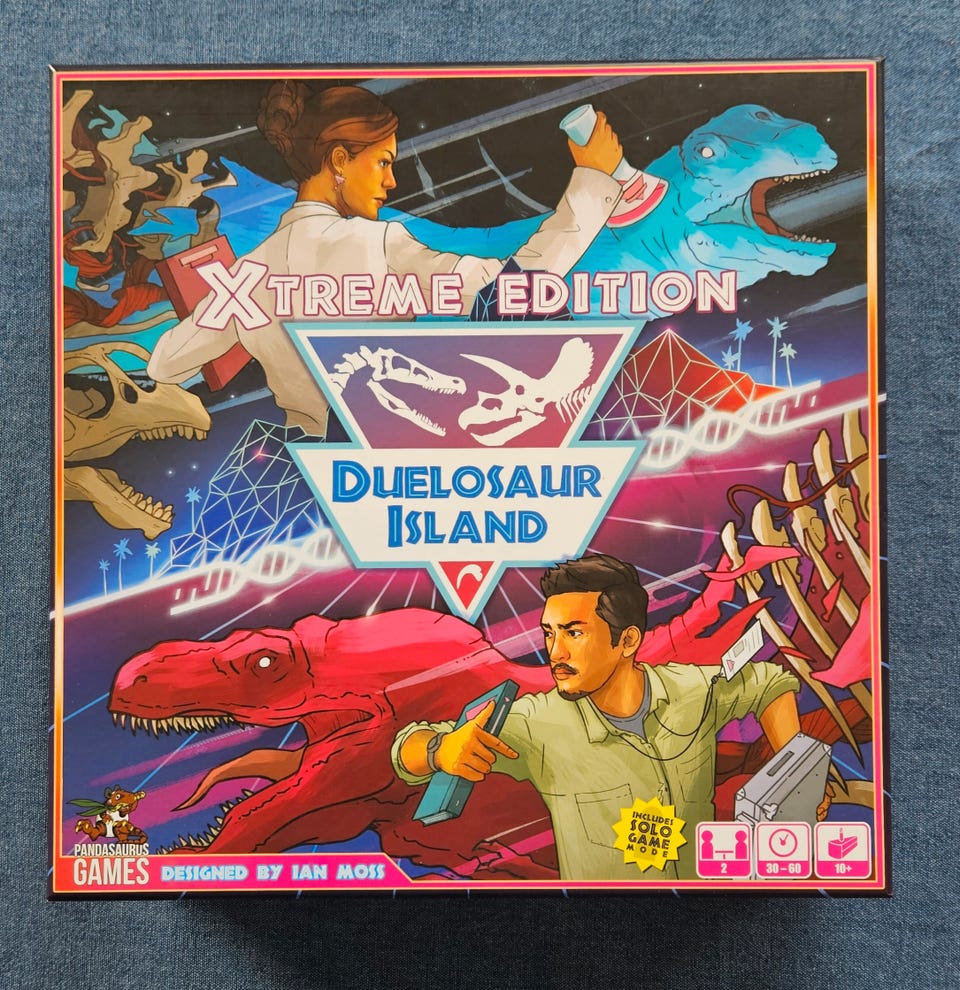 XTREME EDITION
DUELOSAUR
ISLAND
INCLUDES
SOLO
GAME
MODE
PANDASAURUS
GAMES
DESIGNED BY IAN MOSS
2
30-60
10+